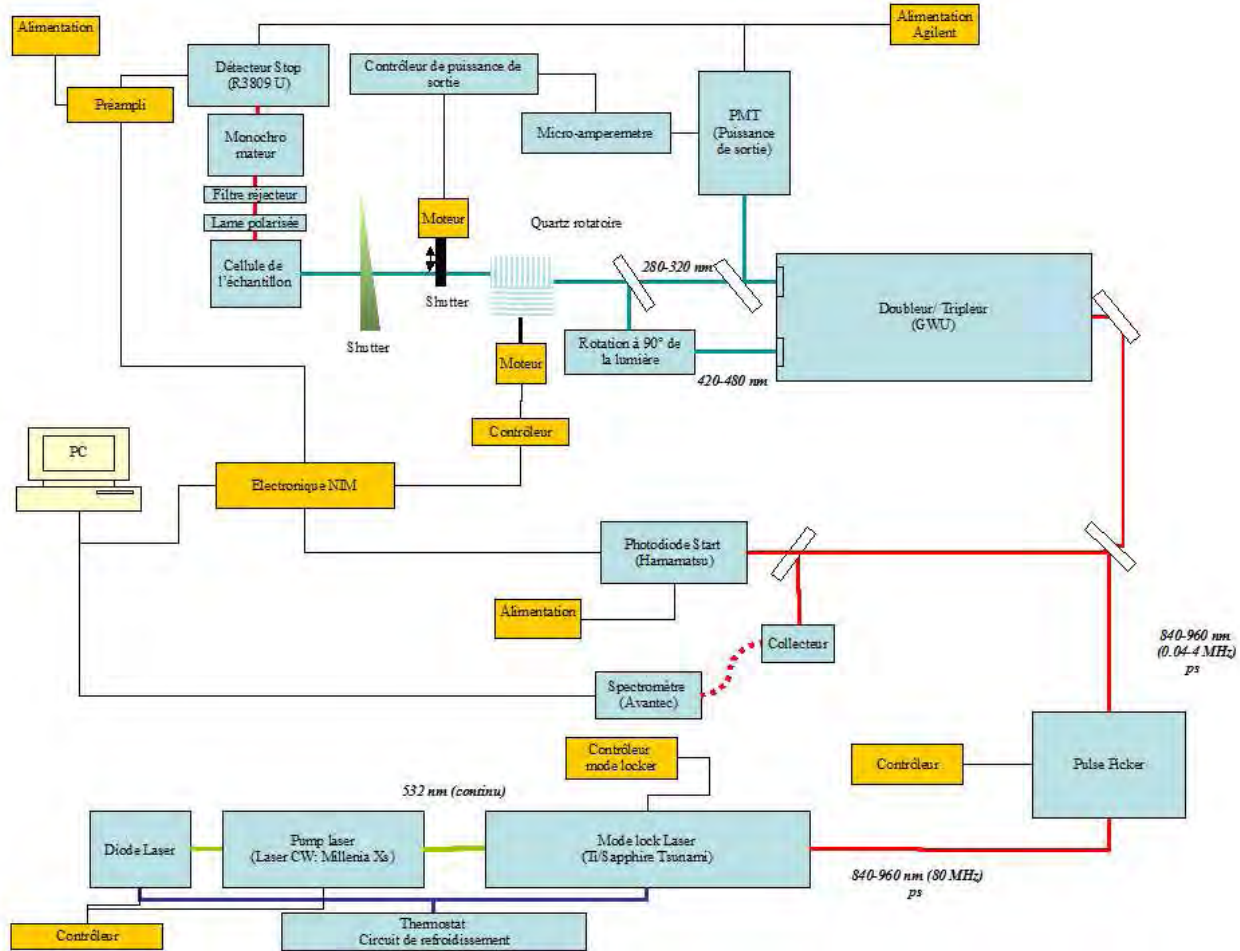 Alimentation
Alimentation
Agilent
Détecteur Stop
(R3809 U)
Contrôleur de puissance de
sortie
Préampli
PMT
(Puissance
de sortie)
Micro-amperemetre
Monochro
mateur
Filtre réjecteur
Lame polarisée
Moteur
Quartz rotatoire
Cellule de
l'échantillon
280-320 nm
Shutter
Doubleur/ Tripleur
(GWU)
Shutter
Rotation à 90° de
la lumière
Moteur
420-480 nm
Contrôleur
PC
Electronique NIM
Photodiode Start
(Hamamatsu)
Alimentation
Collecteur
840-960 nm
(0.04-4 MHz)
ps
Spectromètre
(Avantec)
Contrôleur
mode locker
Contrôleur
Pulse Picker
532 nm (continu)
Diode Laser
Pump laser
(Laser CW: Millenia Xs)
Mode lock Laser
(Ti/Sapphire Tsunami)
840-960 nm (80 MHz)
ps
Thermostat
Circuit de refroidissement
Contrôleur